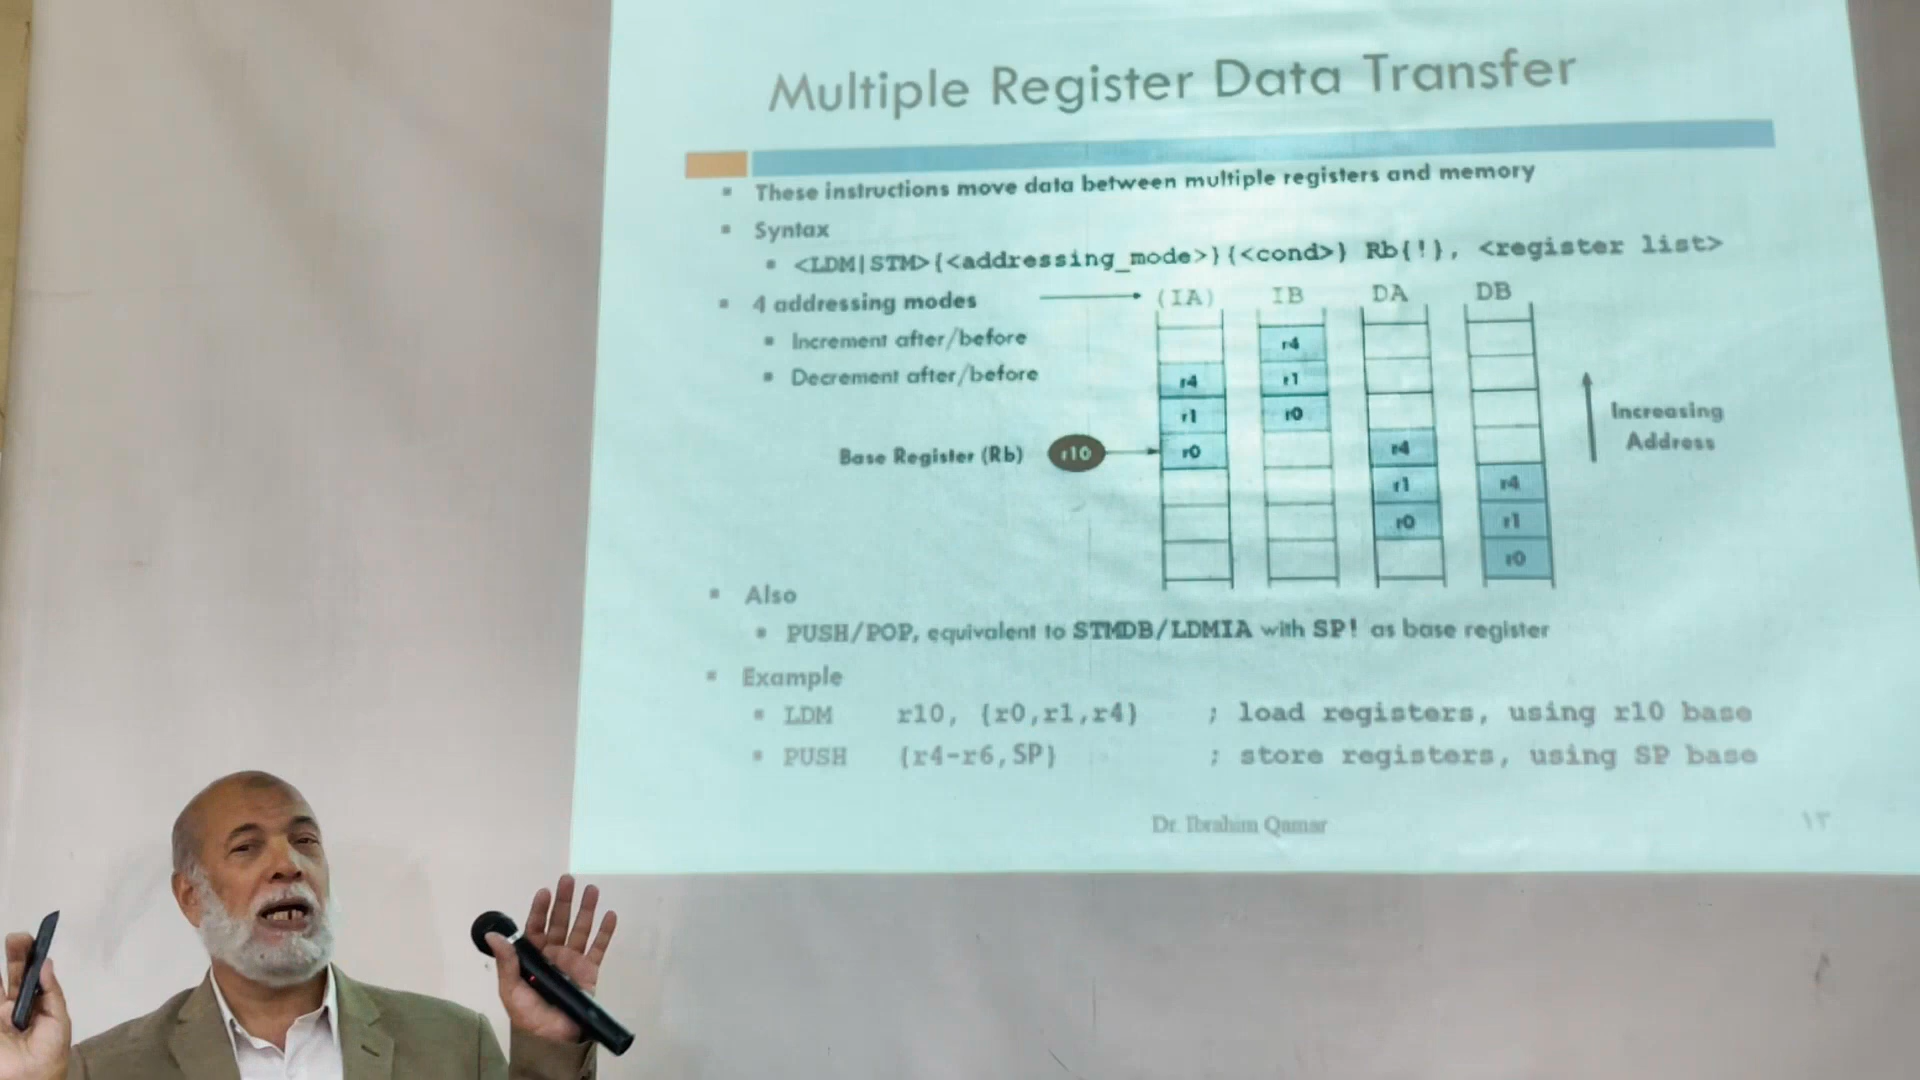 Multiple Register Data Transfer
These instructions move data between multiple registers and memory
Syntax
<LDM|STM>{<addressing_mode>}{<cond>} Rb{!}, <register list>
4 addressing modes
(IA) IB DA DB
Increment after/before
Decrement after/before
r4 r1 r0
r4 r1 r0
r4 r1 r0
r4 r1 r0
Increasing
Address
Base Register (Rb) r10
Also
PUSH/POP, equivalent to STMDB/LDMIA with SP! as base register
Example
LDM r10, {r0,r1,r4} ; load registers, using r10 base
PUSH {r4-r6,SP} ; store registers, using SP base
Dr. Ibrahim Qamar
١٣